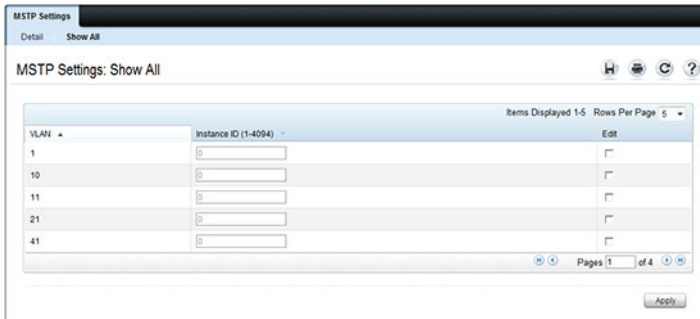 MSTP Settings
Detail Show All
MSTP Settings: Show All
?
Items Displayed 1-5 Rows Per Page 5
VLAN Instance ID (1-4094) Edit
1 0
10 0
11 0
21 0
41 0
Pages 1 of 4
Apply